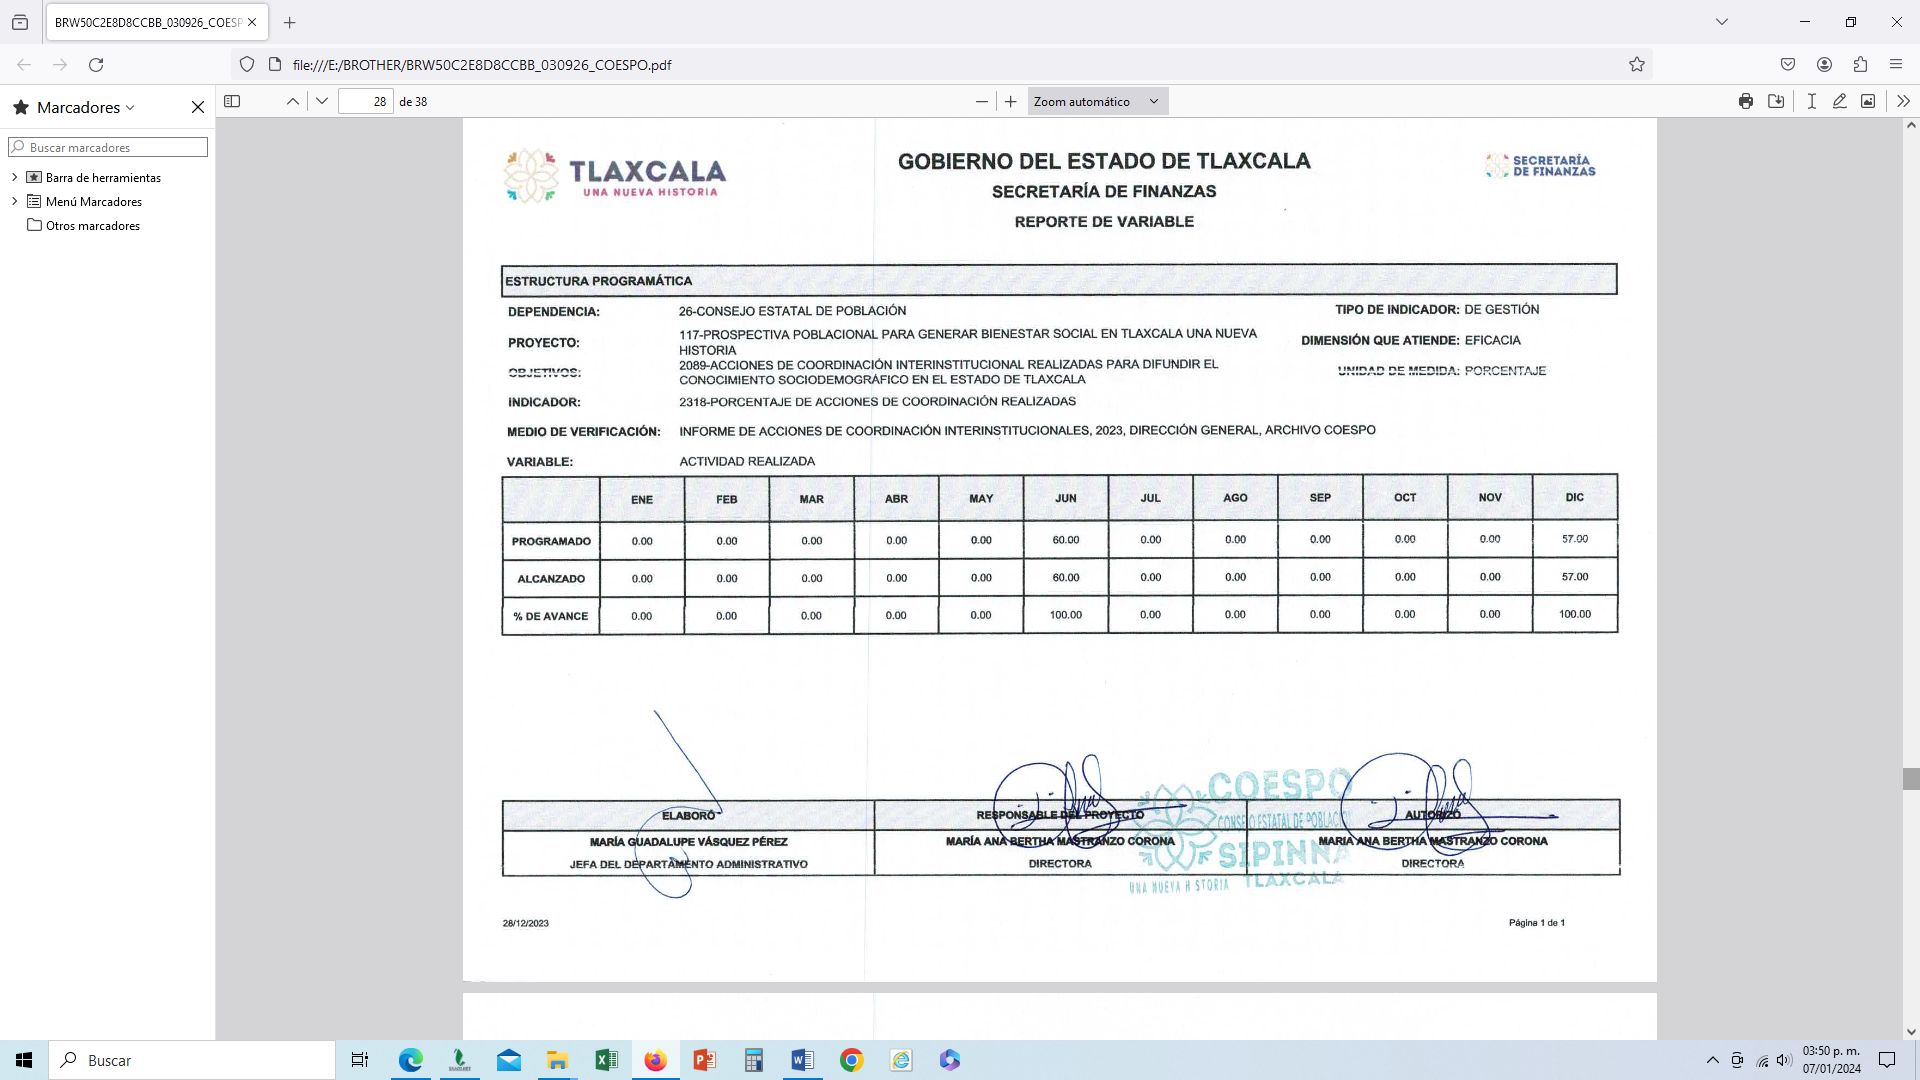 BRW50C2E8D8CCBB_030926_COESP
file:///E:/BROTHER/BRW50C2E8D8CCBB_030926_COESPO.pdf
Marcadores
28 de 38
Zoom automático
Buscar marcadores
Barra de herramientas
Menú Marcadores
Otros marcadores
TLAXCALA
UNA NUEVA HISTORIA
GOBIERNO DEL ESTADO DE TLAXCALA
SECRETARÍA DE FINANZAS
REPORTE DE VARIABLE
SECRETARÍA
DE FINANZAS
ESTRUCTURA PROGRAMÁTICA
DEPENDENCIA: 26-CONSEJO ESTATAL DE POBLACIÓN TIPO DE INDICADOR: DE GESTIÓN
PROYECTO: 117-PROSPECTIVA POBLACIONAL PARA GENERAR BIENESTAR SOCIAL EN TLAXCALA UNA NUEVA HISTORIA DIMENSIÓN QUE ATIENDE: EFICACIA
OBJETIVOS: 2089-ACCIONES DE COORDINACIÓN INTERINSTITUCIONAL REALIZADAS PARA DIFUNDIR EL CONOCIMIENTO SOCIODEMOGRÁFICO EN EL ESTADO DE TLAXCALA UNIDAD DE MEDIDA: PORCENTAJE
INDICADOR: 2318-PORCENTAJE DE ACCIONES DE COORDINACIÓN REALIZADAS
MEDIO DE VERIFICACIÓN: INFORME DE ACCIONES DE COORDINACIÓN INTERINSTITUCIONALES, 2023, DIRECCIÓN GENERAL, ARCHIVO COESPO
VARIABLE: ACTIVIDAD REALIZADA
ENE FEB MAR ABR MAY JUN JUL AGO SEP OCT NOV DIC
PROGRAMADO 0.00 0.00 0.00 0.00 0.00 60.00 0.00 0.00 0.00 0.00 0.00 57.00
ALCANZADO 0.00 0.00 0.00 0.00 0.00 60.00 0.00 0.00 0.00 0.00 0.00 57.00
% DE AVANCE 0.00 0.00 0.00 0.00 0.00 100.00 0.00 0.00 0.00 0.00 0.00 100.00
COESPO
CONSEJO ESTATAL DE POBLACIÓN
SIPINNA
UNA NUEVA HISTORIA TLAXCALA
ELABORÓ RESPONSABLE DEL PROYECTO AUTORIZÓ
MARÍA GUADALUPE VÁSQUEZ PÉREZ MARÍA ANA BERTHA MASTRANZO CORONA MARIA ANA BERTHA MASTRANZO CORONA
JEFA DEL DEPARTAMENTO ADMINISTRATIVO DIRECTORA DIRECTORA
28/12/2023 Página 1 de 1
Buscar
03:50 p. m.
07/01/2024